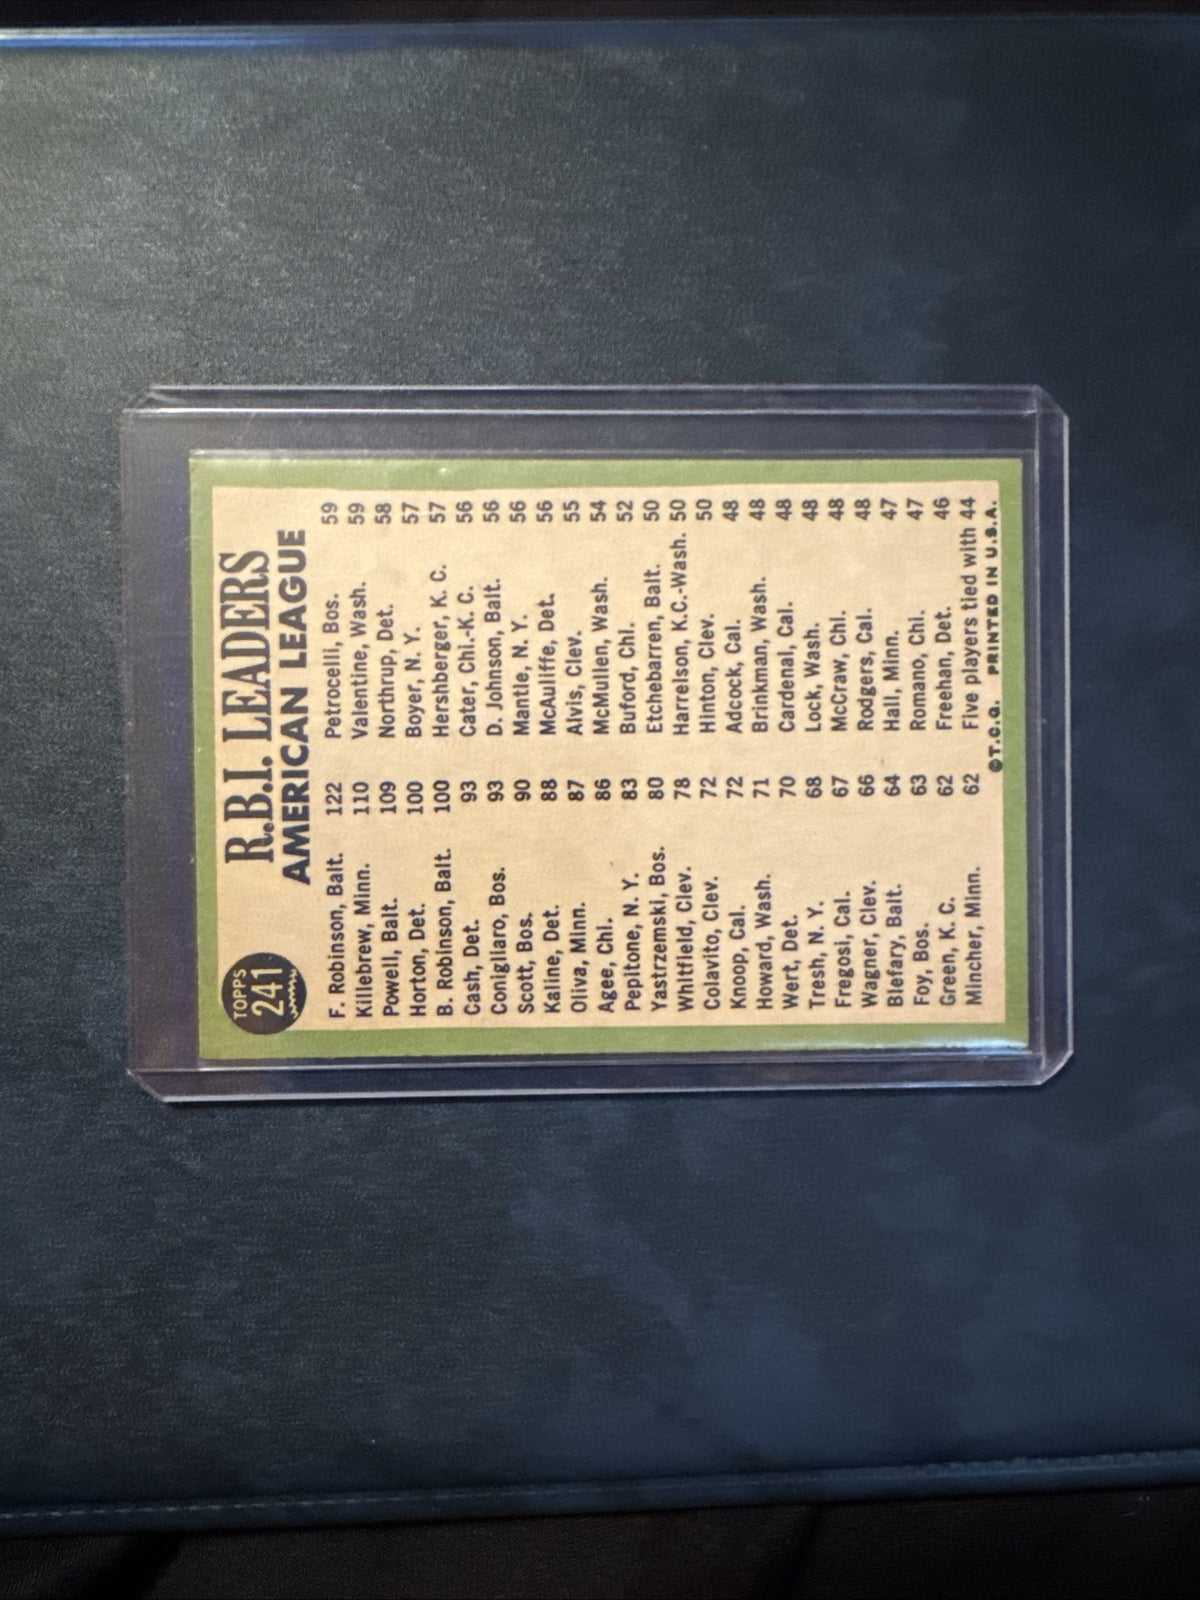 TOPPS
241
R.B.I. LEADERS
AMERICAN LEAGUE
F. Robinson, Balt. 122
Killebrew, Minn. 110
Powell, Balt. 109
Horton, Det. 100
B. Robinson, Balt. 100
Cash, Det. 93
Conigliaro, Bos. 93
Scott, Bos. 90
Kaline, Det. 88
Oliva, Minn. 87
Agee, Chi. 86
Pepitone, N. Y. 83
Yastrzemski, Bos. 80
Whitfield, Clev. 78
Colavito, Clev. 72
Knoop, Cal. 72
Howard, Wash. 71
Wert, Det. 70
Tresh, N. Y. 68
Fregosi, Cal. 67
Wagner, Clev. 66
Blefary, Balt. 64
Foy, Bos. 63
Green, K. C. 62
Mincher, Minn. 62
Petrocelli, Bos. 59
Valentine, Wash. 59
Northrup, Det. 58
Boyer, N. Y. 57
Hershberger, K. C. 57
Cater, Chi.-K. C. 56
D. Johnson, Balt. 56
Mantle, N. Y. 56
McAuliffe, Det. 56
Alvis, Clev. 55
McMullen, Wash. 54
Buford, Chi. 52
Etchebarren, Balt. 50
Harrelson, K.C.-Wash. 50
Hinton, Clev. 50
Adcock, Cal. 48
Brinkman, Wash. 48
Cardenal, Cal. 48
Lock, Wash. 48
McCraw, Chi. 48
Rodgers, Cal. 48
Hall, Minn. 47
Romano, Chi. 47
Freehan, Det. 46
Five players tied with 44
©T.C.G. PRINTED IN U.S.A.